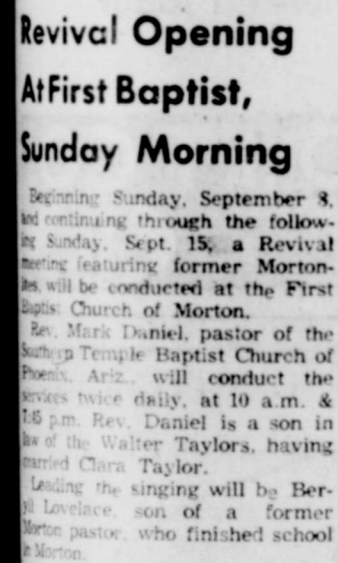 Revival Opening
At First Baptist,
Sunday Morning
Beginning Sunday, September 8,
and continuing through the follow-
ing Sunday, Sept. 15, a Revival
meeting featuring former Morton-
ites, will be conducted at the First
Baptist Church of Morton.
Rev. Mark Daniel, pastor of the
Southern Temple Baptist Church of
Phoenix, Ariz., will conduct the
services twice daily, at 10 a.m. &
7:45 p.m. Rev. Daniel is a son in
law of the Walter Taylors, having
married Clara Taylor.
Leading the singing will be Ber-
yll Lovelace, son of a former
Morton pastor, who finished school
in Morton.